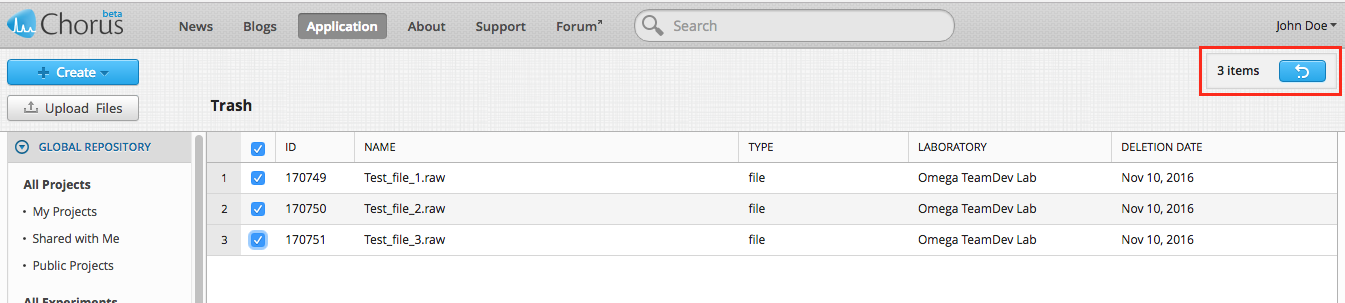 beta
Chorus News Blogs Application About Support Forum Search John Doe
+ Create 3 items
Upload Files Trash
GLOBAL REPOSITORY ID NAME TYPE LABORATORY DELETION DATE
1 170749 Test_file_1.raw file Omega TeamDev Lab Nov 10, 2016
All Projects
2 170750 Test_file_2.raw file Omega TeamDev Lab Nov 10, 2016
• My Projects
• Shared with Me 3 170751 Test_file_3.raw file Omega TeamDev Lab Nov 10, 2016
• Public Projects
All Experiments